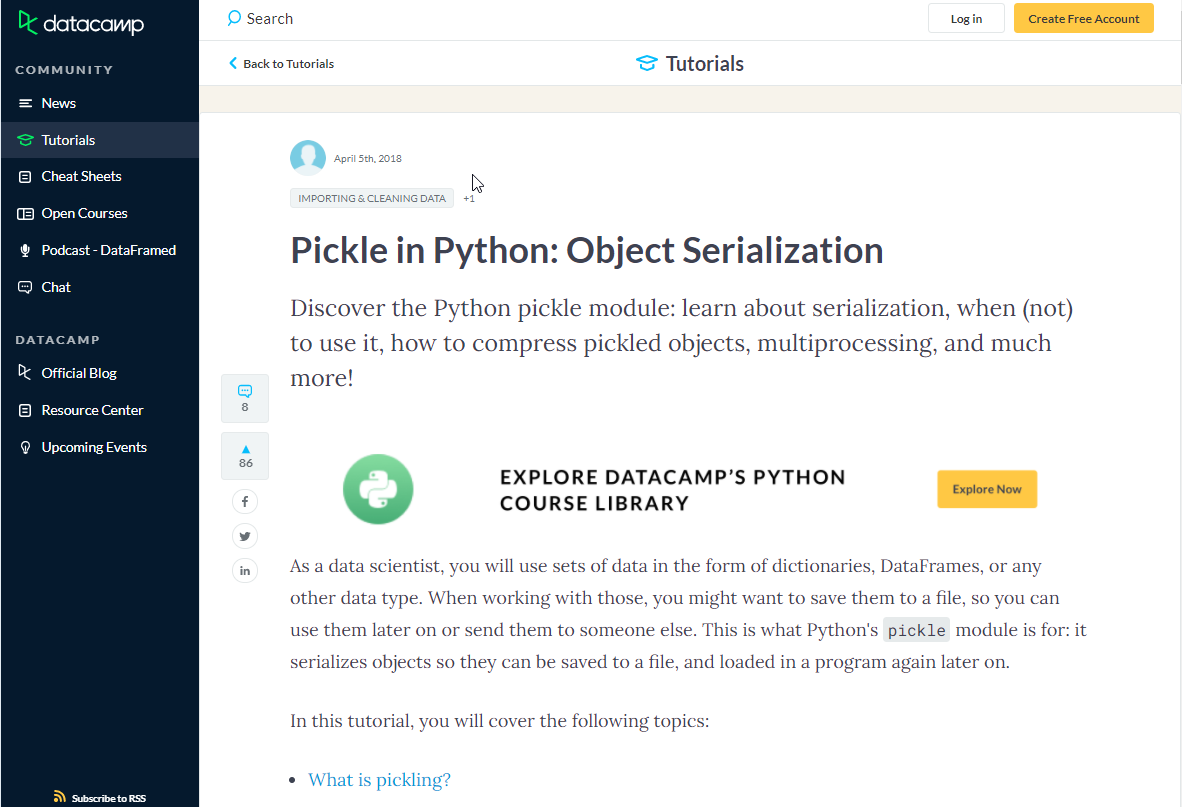 datacamp
COMMUNITY
News
Tutorials
Cheat Sheets
Open Courses
Podcast - DataFramed
Chat
DATACAMP
Official Blog
Resource Center
Upcoming Events
Subscribe to RSS
Search
Log in
Create Free Account
Back to Tutorials
Tutorials
April 5th, 2018
IMPORTING & CLEANING DATA
+1
Pickle in Python: Object Serialization
Discover the Python pickle module: learn about serialization, when (not)
to use it, how to compress pickled objects, multiprocessing, and much
more!
8
86
EXPLORE DATACAMP'S PYTHON
COURSE LIBRARY
Explore Now
As a data scientist, you will use sets of data in the form of dictionaries, DataFrames, or any
other data type. When working with those, you might want to save them to a file, so you can
use them later on or send them to someone else. This is what Python's pickle module is for: it
serializes objects so they can be saved to a file, and loaded in a program again later on.
In this tutorial, you will cover the following topics:
• What is pickling?